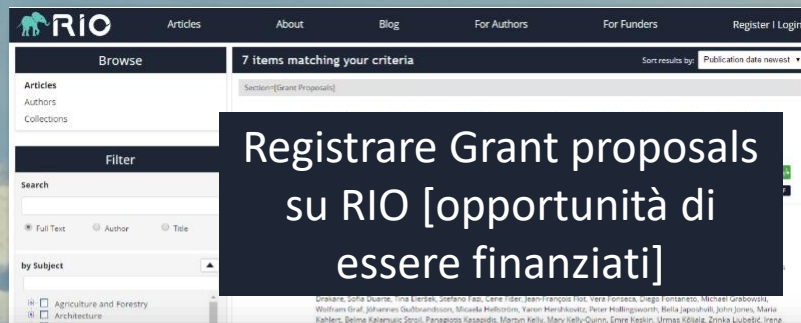 RIO Articles About Blog For Authors For Funders Register | Login
Browse
7 items matching your criteria Sort results by: Publication date newest
Articles
Authors
Collections
Section=[Grant Proposals]
Filter
Search
Full Text Author Title
by Subject
Agriculture and Forestry
Architecture
Registrare Grant proposals
su RIO [opportunità di
essere finanziati]
Drakare, Sofia Duarte, Tina Eleršek, Stefano Fazi, Cene Fišer, Jean-François Flot, Vera Fonseca, Diego Fontaneto, Michael Grabowski,
Wolfram Graf, Jóhannes Guðbrandsson, Micaela Hellström, Yaron Hershkovitz, Peter Hollingsworth, Bella Japoshvili, John Jones, Maria
Kahlert, Belma Kalamujic Stroil, Panagiotis Kasapidis, Martyn Kelly, Mary Kelly-Quinn, Emre Keskin, Urmas Kõljalg, Zrinka Ljubešić, Irena